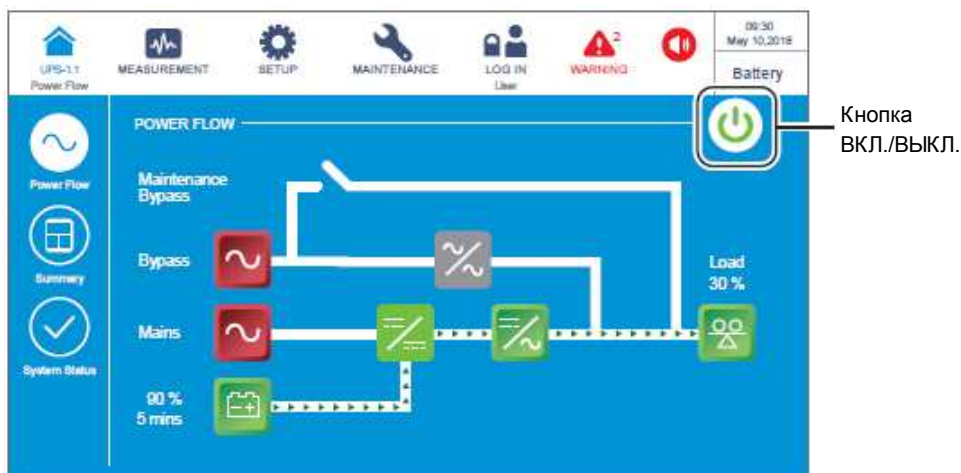 09:30
May 10,2018
UPS-1.1
Power Flow
MEASUREMENT
SETUP
MAINTENANCE
LOG IN
User
2
WARNING
Battery
Кнопка
ВКЛ./ВЫКЛ.
POWER FLOW
Power Flow
Maintenance
Bypass
Bypass
Summery
Load
30 %
Mains
System Status
90 %
5 mins